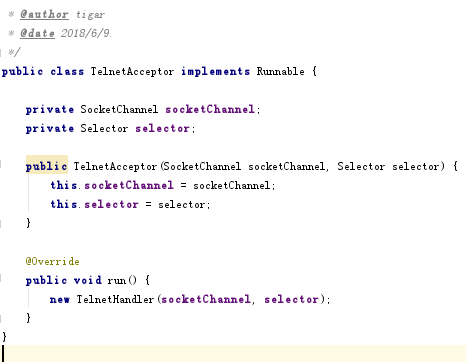 * @author tigar
* @date 2018/6/9.
*/
public class TelnetAcceptor implements Runnable {
private SocketChannel socketChannel;
private Selector selector;
public TelnetAcceptor(SocketChannel socketChannel, Selector selector) {
this.socketChannel = socketChannel;
this.selector = selector;
}
@Override
public void run() {
new TelnetHandler(socketChannel, selector);
}
}